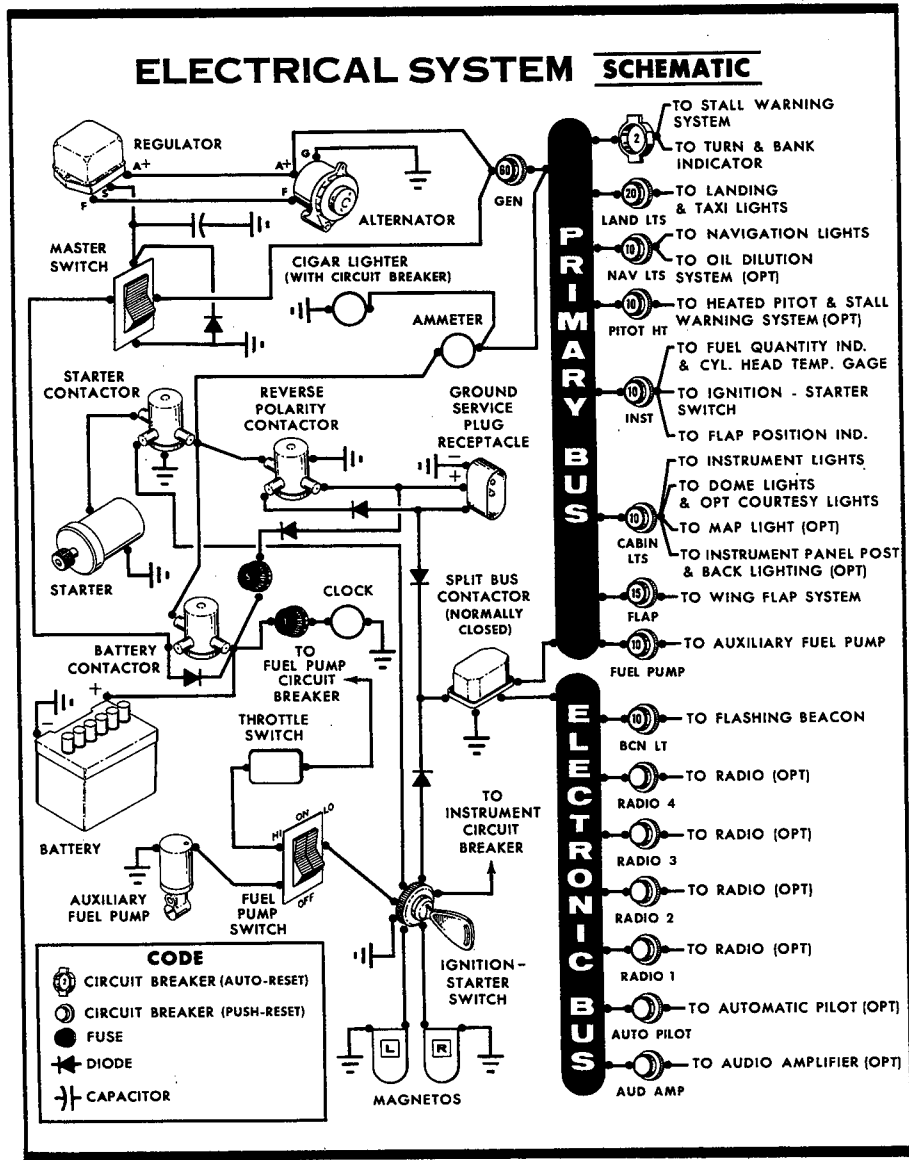 ELECTRICAL SYSTEM SCHEMATIC
REGULATOR
A+
S
F
A+
G
F
ALTERNATOR
60
GEN
MASTER
SWITCH
CIGAR LIGHTER
(WITH CIRCUIT BREAKER)
AMMETER
STARTER
CONTACTOR
REVERSE
POLARITY
CONTACTOR
GROUND
SERVICE
PLUG
RECEPTACLE
−
+
STARTER
BATTERY
CONTACTOR
CLOCK
TO
FUEL PUMP
CIRCUIT
BREAKER
SPLIT BUS
CONTACTOR
(NORMALLY
CLOSED)
−
+
BATTERY
THROTTLE
SWITCH
HI
ON
LO
OFF
AUXILIARY
FUEL PUMP
FUEL
PUMP
SWITCH
TO
INSTRUMENT
CIRCUIT
BREAKER
IGNITION-
STARTER
SWITCH
L
R
MAGNETOS
PRIMARY BUS
2
TO STALL WARNING
SYSTEM
TO TURN & BANK
INDICATOR
20
LAND LTS
TO LANDING
& TAXI LIGHTS
10
NAV LTS
TO NAVIGATION LIGHTS
TO OIL DILUTION
SYSTEM (OPT)
10
PITOT HT
TO HEATED PITOT & STALL
WARNING SYSTEM (OPT)
10
INST
TO FUEL QUANTITY IND.
& CYL. HEAD TEMP. GAGE
TO IGNITION - STARTER
SWITCH
TO FLAP POSITION IND.
10
CABIN
LTS
TO INSTRUMENT LIGHTS
TO DOME LIGHTS
& OPT COURTESY LIGHTS
TO MAP LIGHT (OPT)
TO INSTRUMENT PANEL POST
& BACK LIGHTING (OPT)
15
FLAP
TO WING FLAP SYSTEM
10
FUEL PUMP
TO AUXILIARY FUEL PUMP
ELECTRONIC BUS
10
BCN LT
TO FLASHING BEACON
RADIO 4
TO RADIO (OPT)
RADIO 3
TO RADIO (OPT)
RADIO 2
TO RADIO (OPT)
RADIO 1
TO RADIO (OPT)
AUTO PILOT
TO AUTOMATIC PILOT (OPT)
AUD AMP
TO AUDIO AMPLIFIER (OPT)
CODE
2
CIRCUIT BREAKER (AUTO-RESET)
CIRCUIT BREAKER (PUSH-RESET)
FUSE
DIODE
CAPACITOR